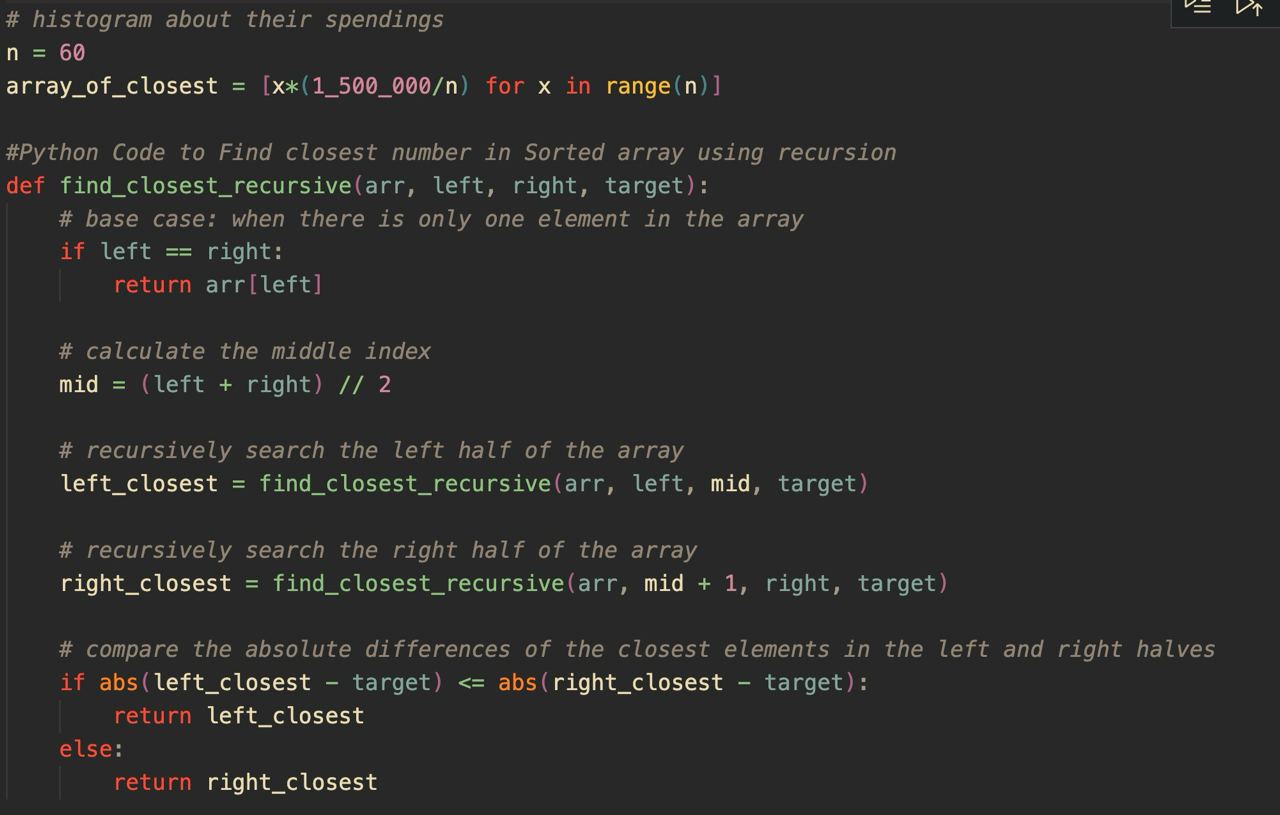 # histogram about their spendings
n = 60
array_of_closest = [x*(1_500_000/n) for x in range(n)]
#Python Code to Find closest number in Sorted array using recursion
def find_closest_recursive(arr, left, right, target):
    # base case: when there is only one element in the array
    if left == right:
        return arr[left]
    # calculate the middle index
    mid = (left + right) // 2
    # recursively search the left half of the array
    left_closest = find_closest_recursive(arr, left, mid, target)
    # recursively search the right half of the array
    right_closest = find_closest_recursive(arr, mid + 1, right, target)
    # compare the absolute differences of the closest elements in the left and right halves
    if abs(left_closest - target) <= abs(right_closest - target):
        return left_closest
    else:
        return right_closest